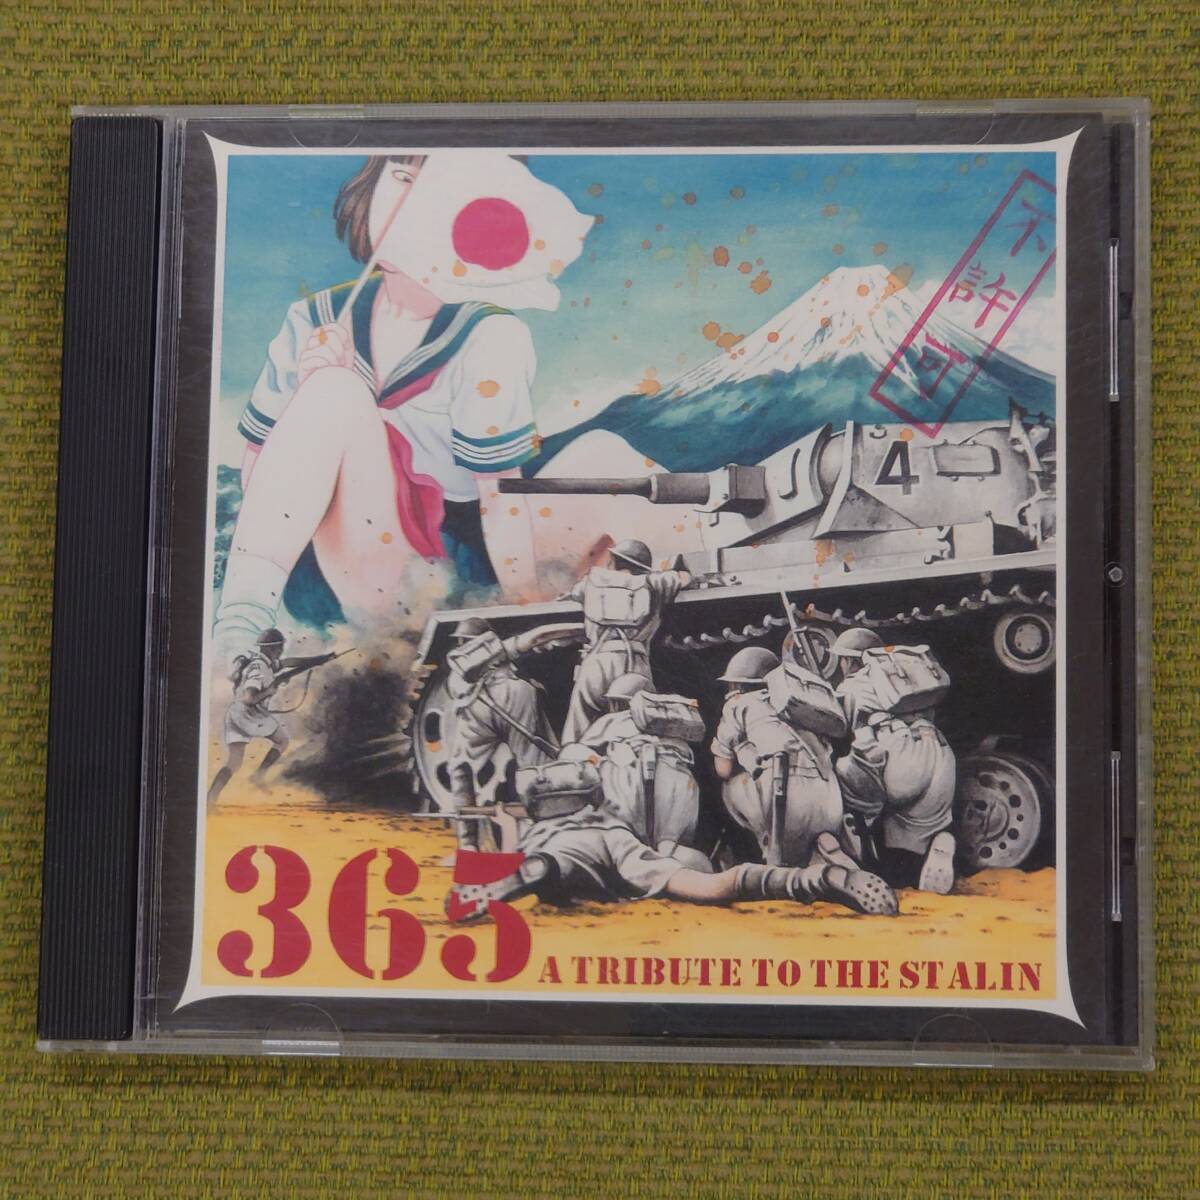 不許可
4
365
A TRIBUTE TO THE STALIN